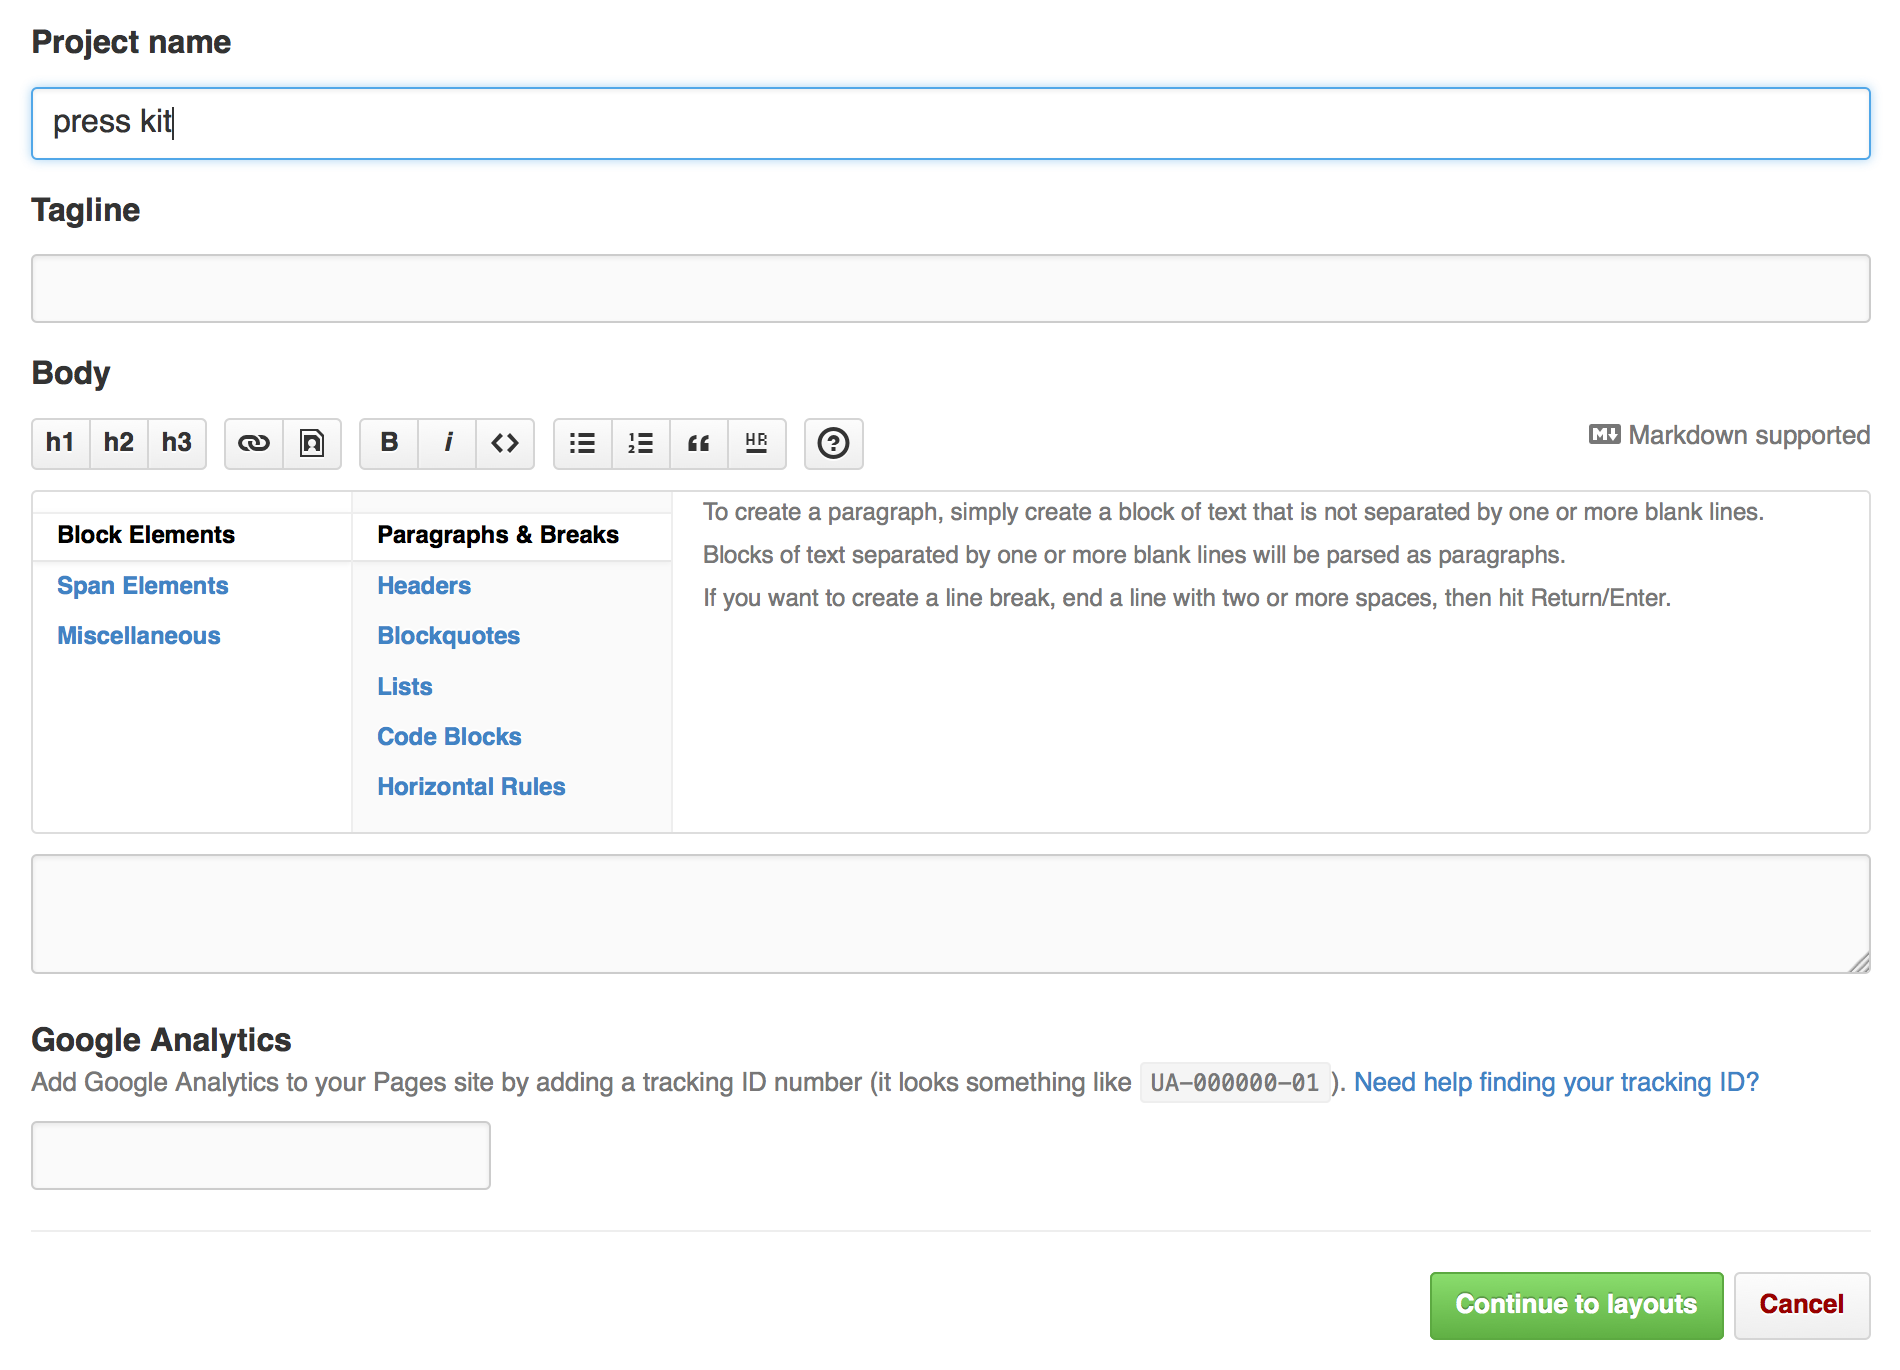 Project name
press kit
Tagline
Body
h1 h2 h3 B i <> 1 2 “ HR ? Markdown supported
Block Elements
Span Elements
Miscellaneous
Paragraphs & Breaks
Headers
Blockquotes
Lists
Code Blocks
Horizontal Rules
To create a paragraph, simply create a block of text that is not separated by one or more blank lines.
Blocks of text separated by one or more blank lines will be parsed as paragraphs.
If you want to create a line break, end a line with two or more spaces, then hit Return/Enter.
Google Analytics
Add Google Analytics to your Pages site by adding a tracking ID number (it looks something like UA-000000-01). Need help finding your tracking ID?
Continue to layouts Cancel